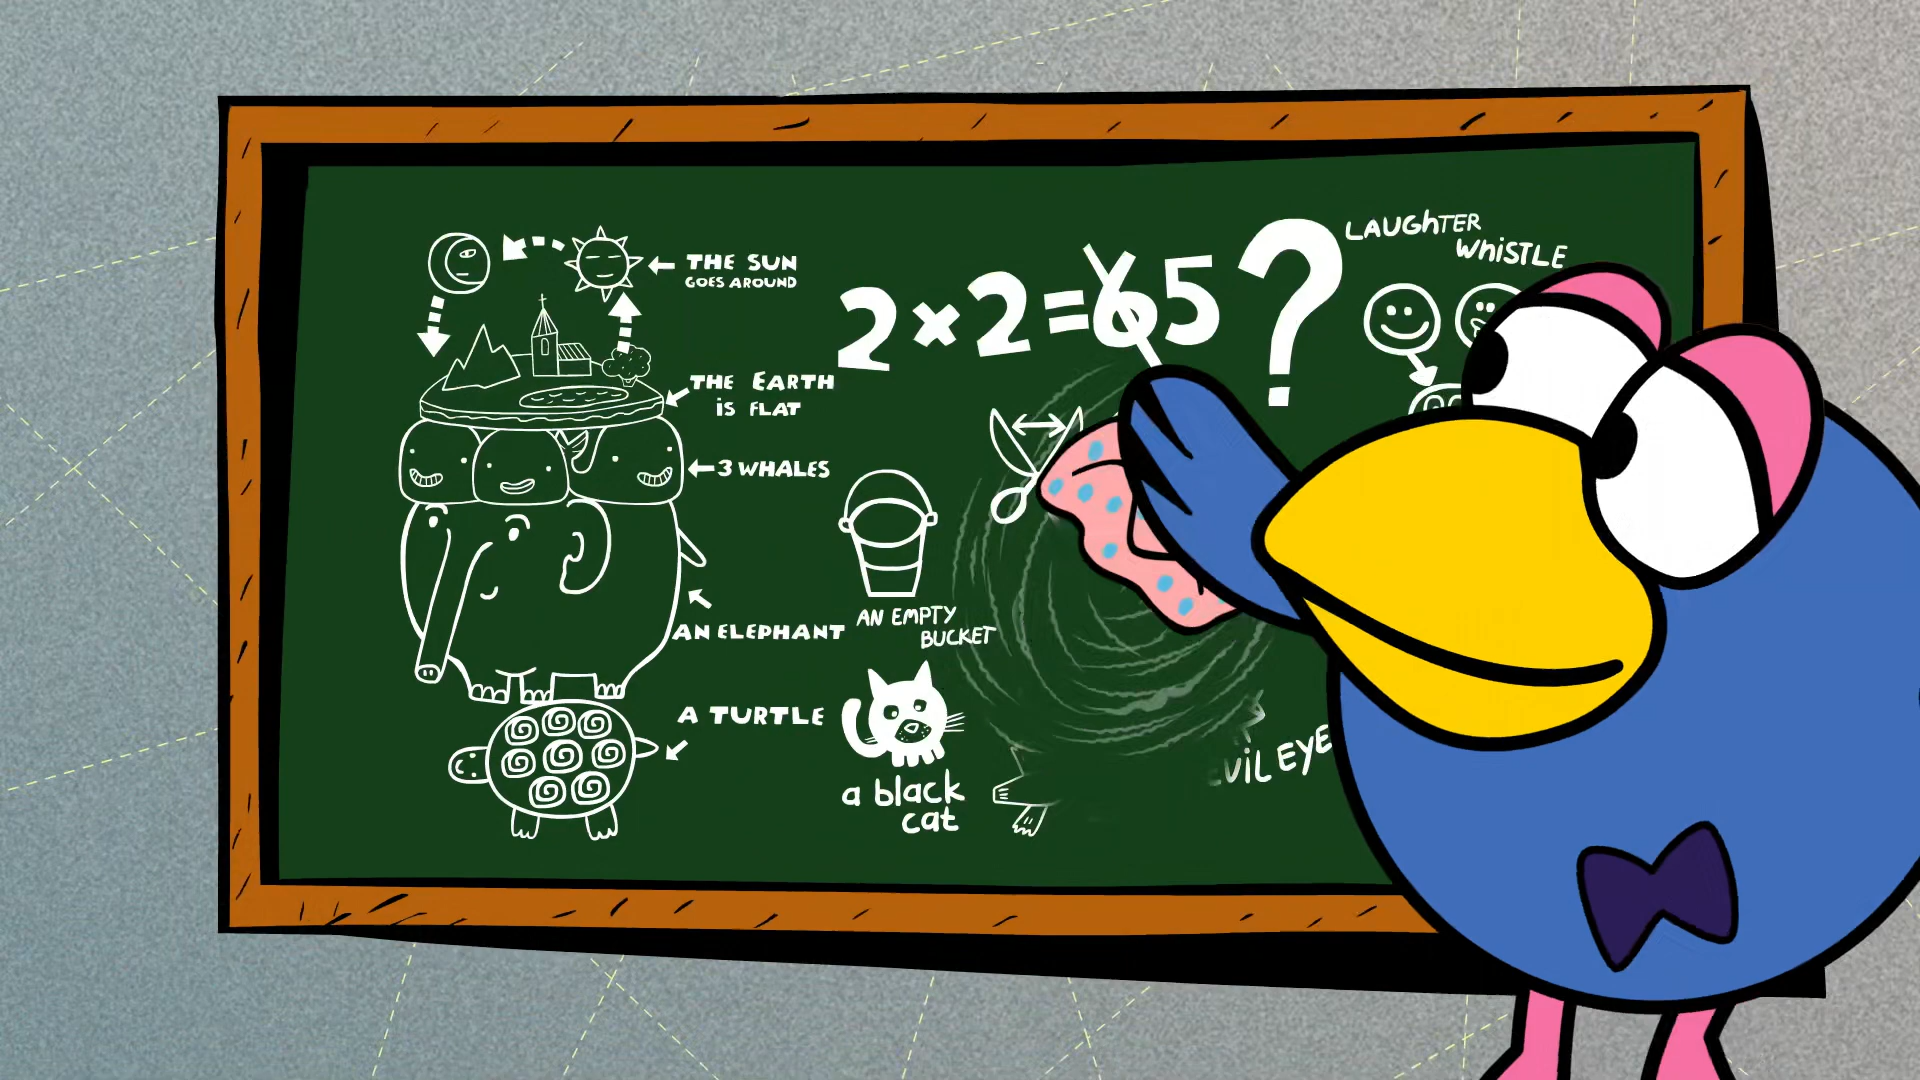 THE SUN
GOES AROUND
THE EARTH
iS FLAT
3 WHALES
AN ELEPHANT
A TURTLE
2×2=65?
AN EMPTY
BUCKET
a black
cat
LAUGhTER
WhiSTLE
EViL EYE